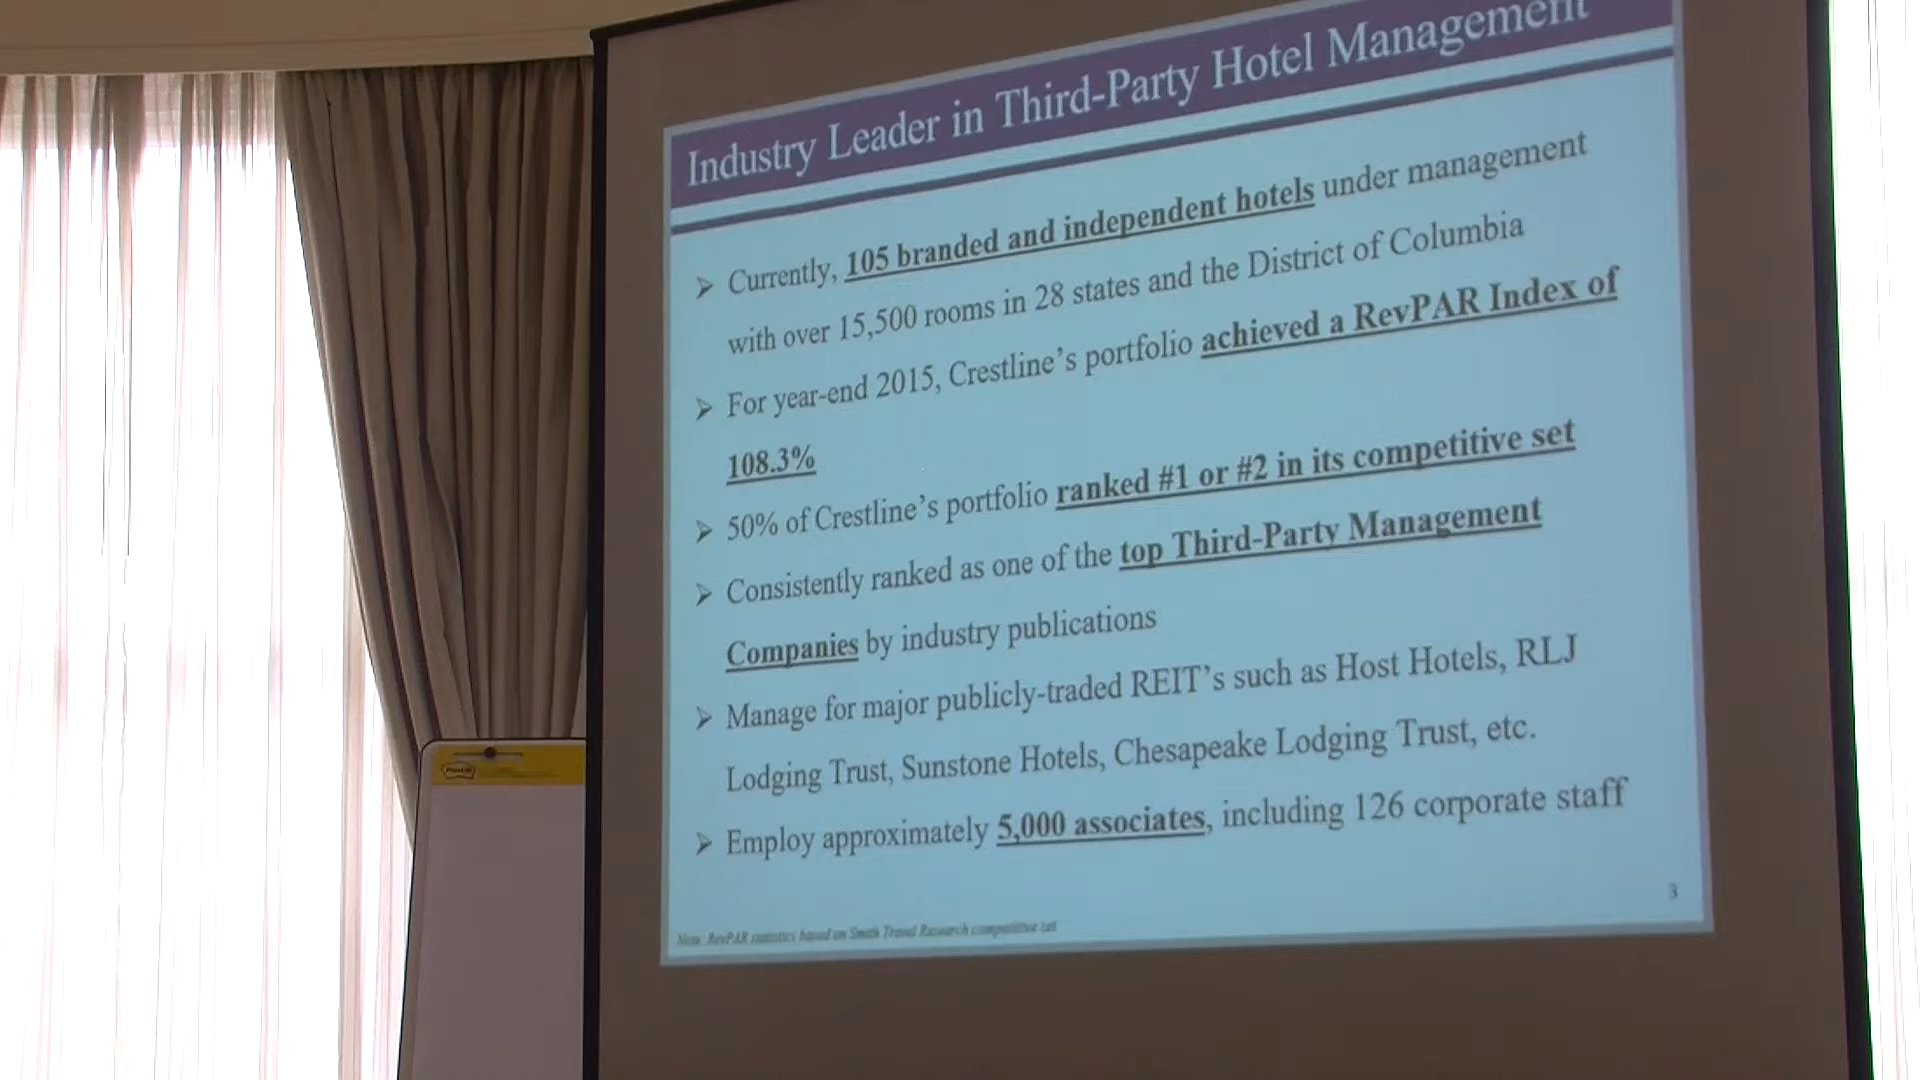 Industry Leader in Third-Party Hotel Management
➢ Currently, 105 branded and independent hotels under management
with over 15,500 rooms in 28 states and the District of Columbia
➢ For year-end 2015, Crestline's portfolio achieved a RevPAR Index of
108.3%
➢ 50% of Crestline's portfolio ranked #1 or #2 in its competitive set
➢ Consistently ranked as one of the top Third-Party Management
Companies by industry publications
➢ Manage for major publicly-traded REIT's such as Host Hotels, RLJ
Lodging Trust, Sunstone Hotels, Chesapeake Lodging Trust, etc.
➢ Employ approximately 5,000 associates, including 126 corporate staff
3
Note: RevPAR statistics based on Smith Travel Research competitive set
Post-it